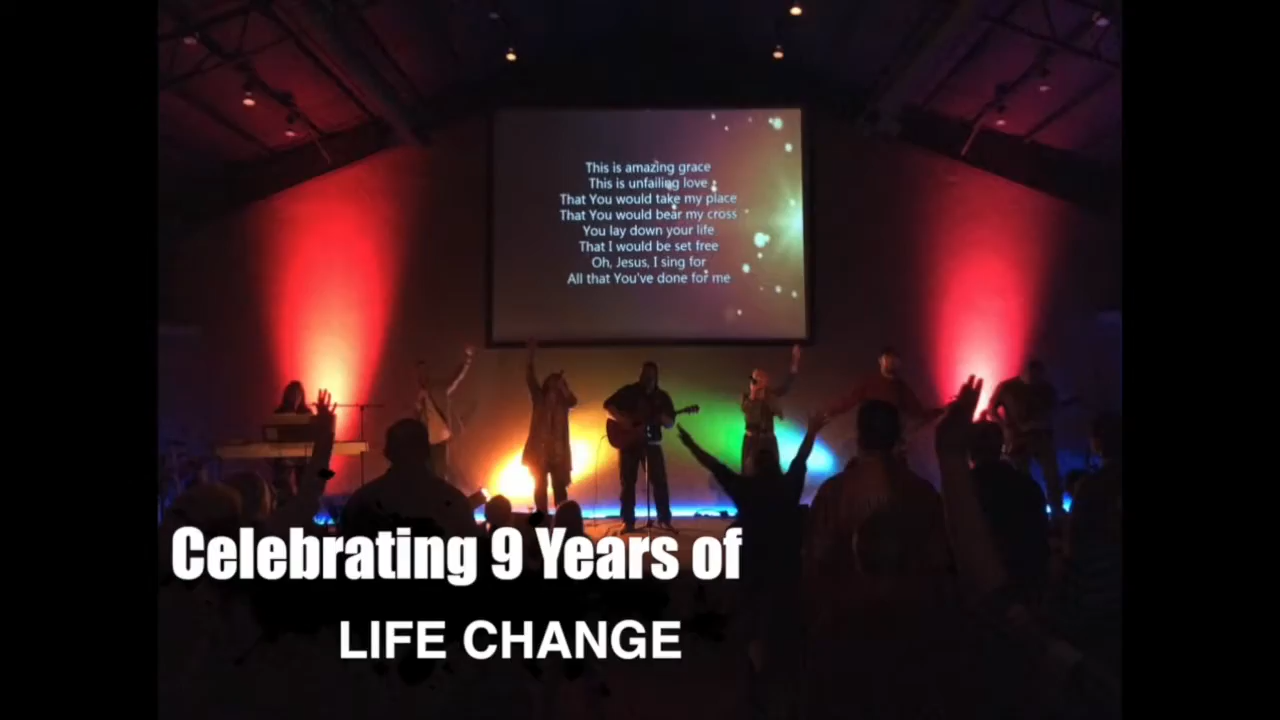 This is amazing grace
This is unfailing love
That You would take my place
That You would bear my cross
You lay down your life
That I would be set free
Oh, Jesus, I sing for
All that You've done for me
Celebrating 9 Years of
LIFE CHANGE